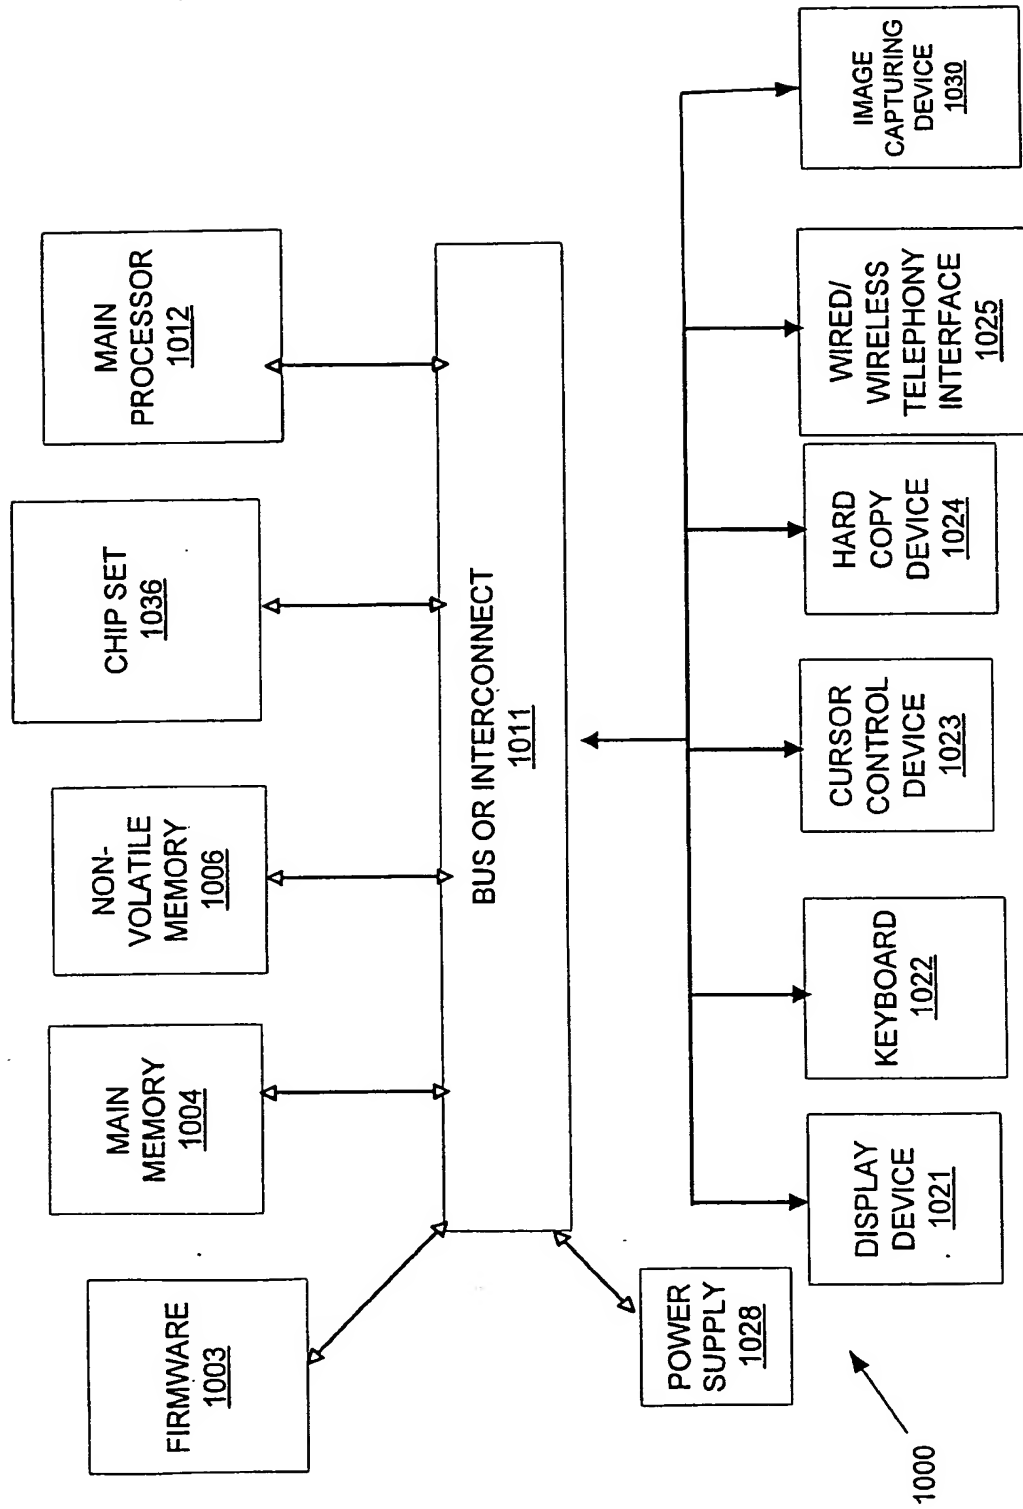 FIRMWARE
1003
MAIN
MEMORY
1004
NON-
VOLATILE
MEMORY
1006
CHIP SET
1036
MAIN
PROCESSOR
1012
BUS OR INTERCONNECT
1011
POWER
SUPPLY
1028
DISPLAY
DEVICE
1021
KEYBOARD
1022
CURSOR
CONTROL
DEVICE
1023
HARD
COPY
DEVICE
1024
WIRED/
WIRELESS
TELEPHONY
INTERFACE
1025
IMAGE
CAPTURING
DEVICE
1030
1000